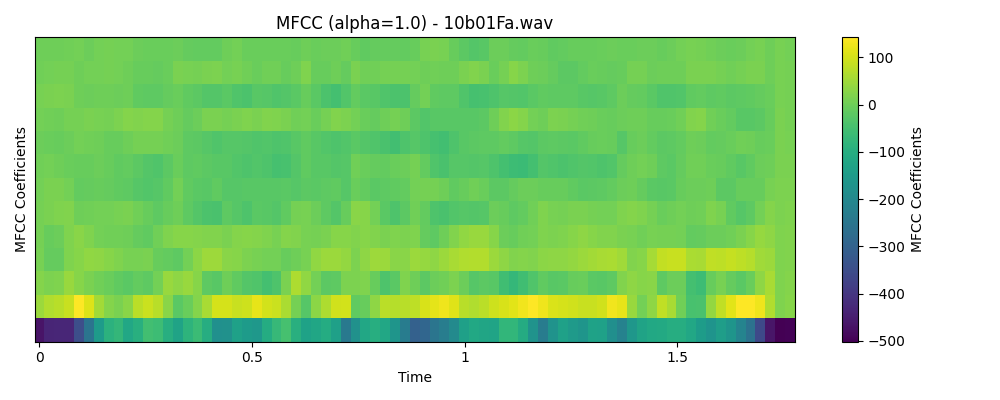 MFCC (alpha=1.0) - 10b01Fa.wav
MFCC Coefficients
0
0.5
1
1.5
Time
100
0
−100
−200
−300
−400
−500
MFCC Coefficients